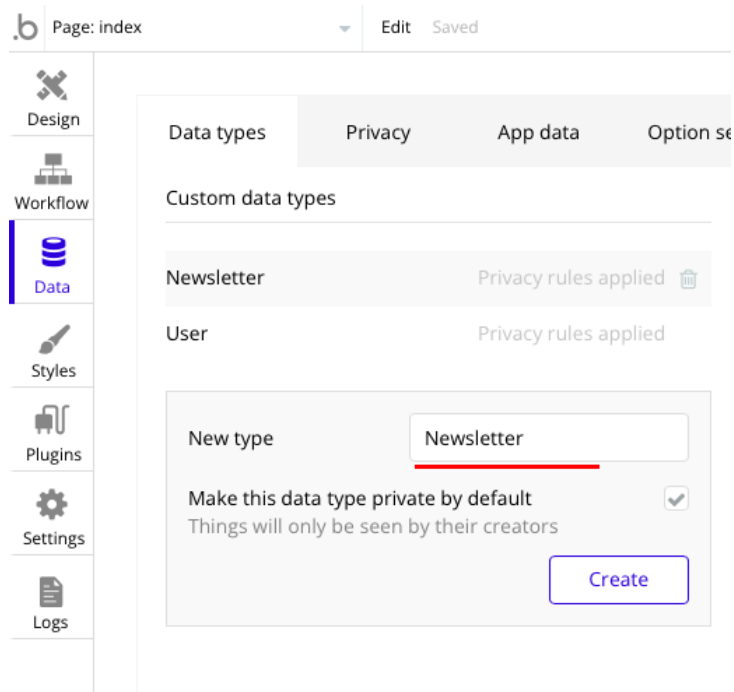 .b Page: index Edit Saved
Design
Workflow
Data
Styles
Plugins
Settings
Logs
Data types Privacy App data Option se
Custom data types
Newsletter Privacy rules applied
User Privacy rules applied
New type Newsletter
Make this data type private by default
Things will only be seen by their creators
Create